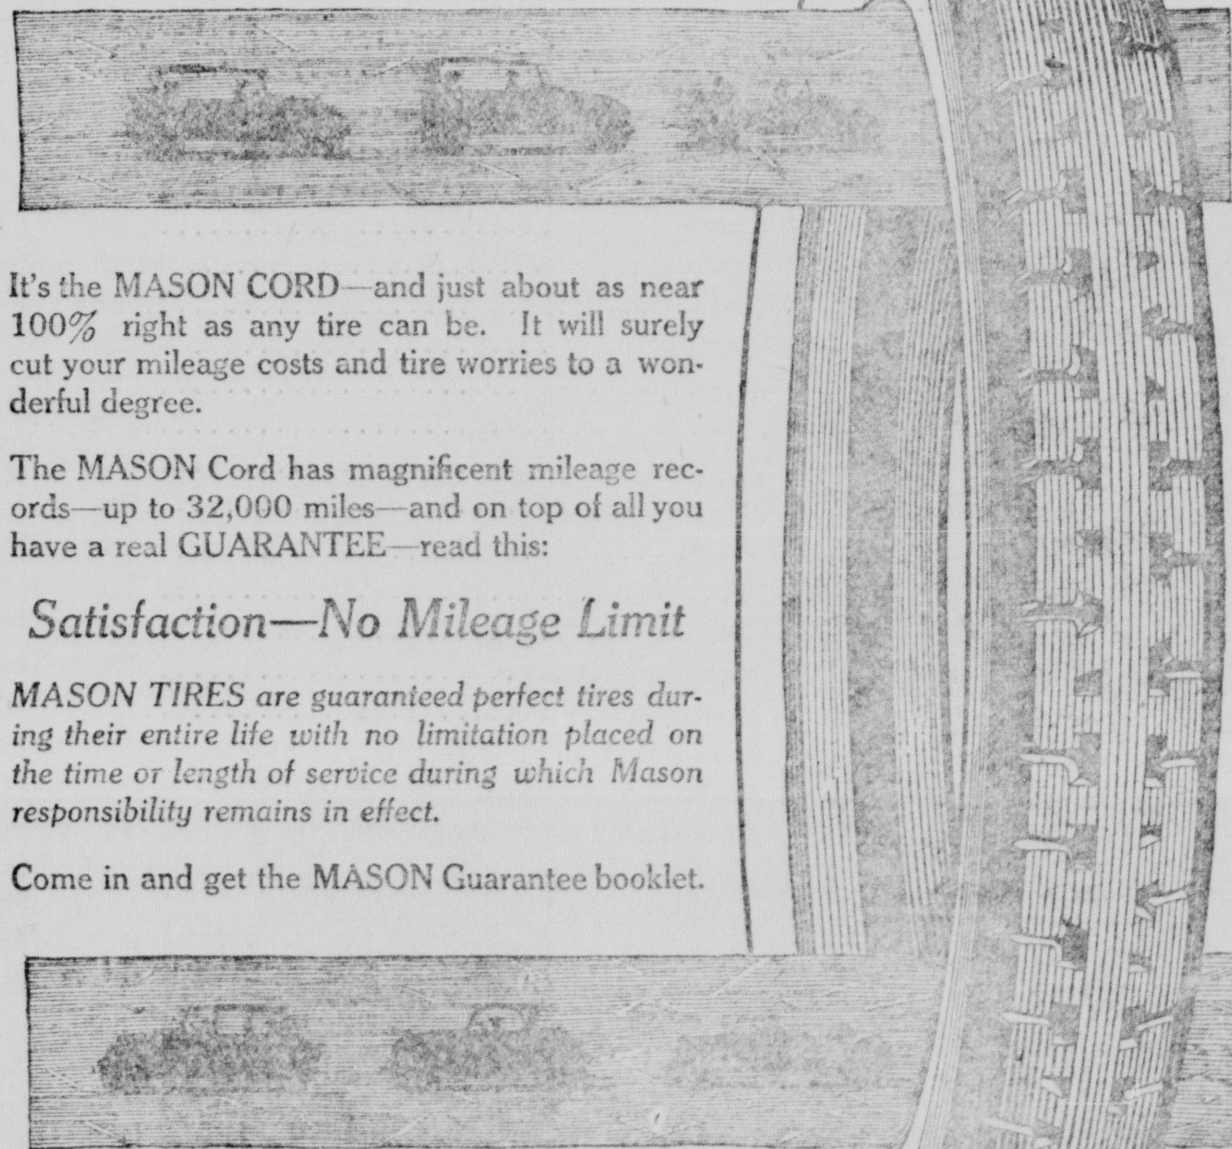 It's the MASON CORD—and just about as near
100% right as any tire can be. It will surely
cut your mileage costs and tire worries to a won-
derful degree.
The MASON Cord has magnificent mileage rec-
ords—up to 32,000 miles—and on top of all you
have a real GUARANTEE—read this:
Satisfaction—No Mileage Limit
MASON TIRES are guaranteed perfect tires dur-
ing their entire life with no limitation placed on
the time or length of service during which Mason
responsibility remains in effect.
Come in and get the MASON Guarantee booklet.